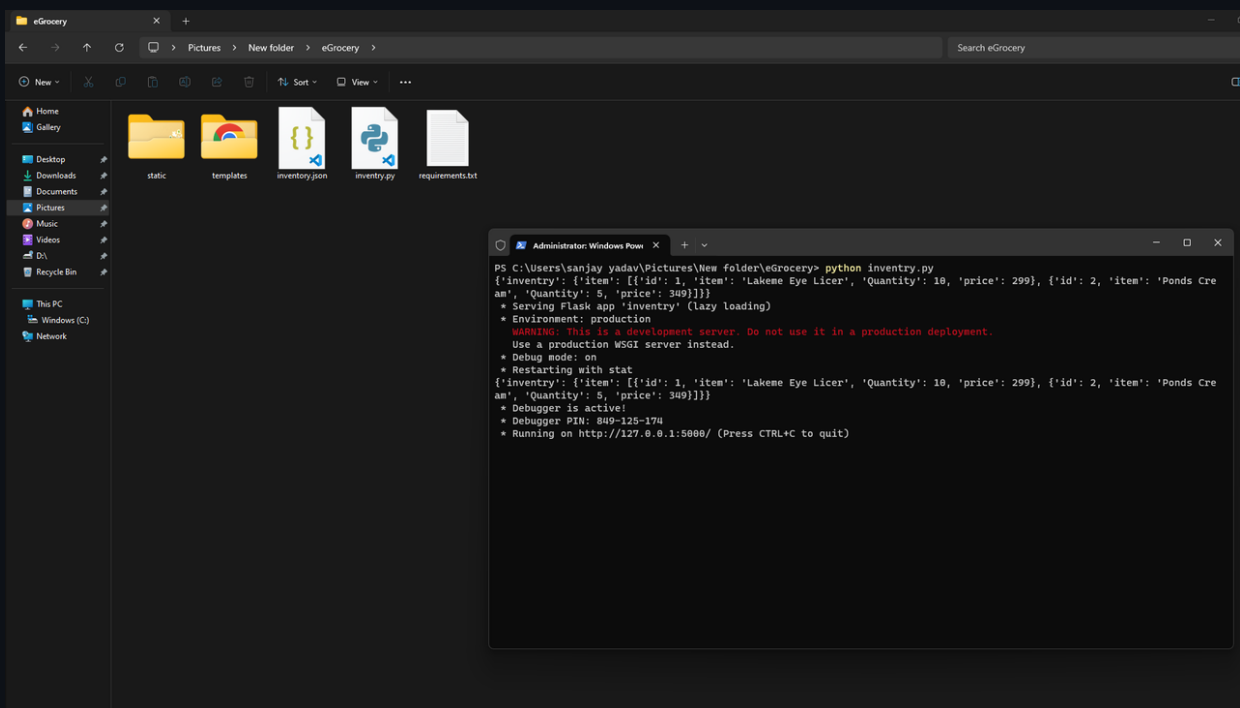 eGrocery
Pictures > New folder > eGrocery >
Search eGrocery
New
Sort
View
Home
Gallery
Desktop
Downloads
Documents
Pictures
Music
Videos
D:\
Recycle Bin
This PC
Windows (C:)
Network
static
templates
inventory.json
inventry.py
requirements.txt
Administrator: Windows Powe
PS C:\Users\sanjay yadav\Pictures\New folder\eGrocery> python inventry.py
{'inventry': {'item': [{'id': 1, 'item': 'Lakeme Eye Licer', 'Quantity': 10, 'price': 299}, {'id': 2, 'item': 'Ponds Cre
am', 'Quantity': 5, 'price': 349}]}}
* Serving Flask app 'inventry' (lazy loading)
* Environment: production
WARNING: This is a development server. Do not use it in a production deployment.
Use a production WSGI server instead.
* Debug mode: on
* Restarting with stat
{'inventry': {'item': [{'id': 1, 'item': 'Lakeme Eye Licer', 'Quantity': 10, 'price': 299}, {'id': 2, 'item': 'Ponds Cre
am', 'Quantity': 5, 'price': 349}]}}
* Debugger is active!
* Debugger PIN: 849-125-174
* Running on http://127.0.0.1:5000/ (Press CTRL+C to quit)